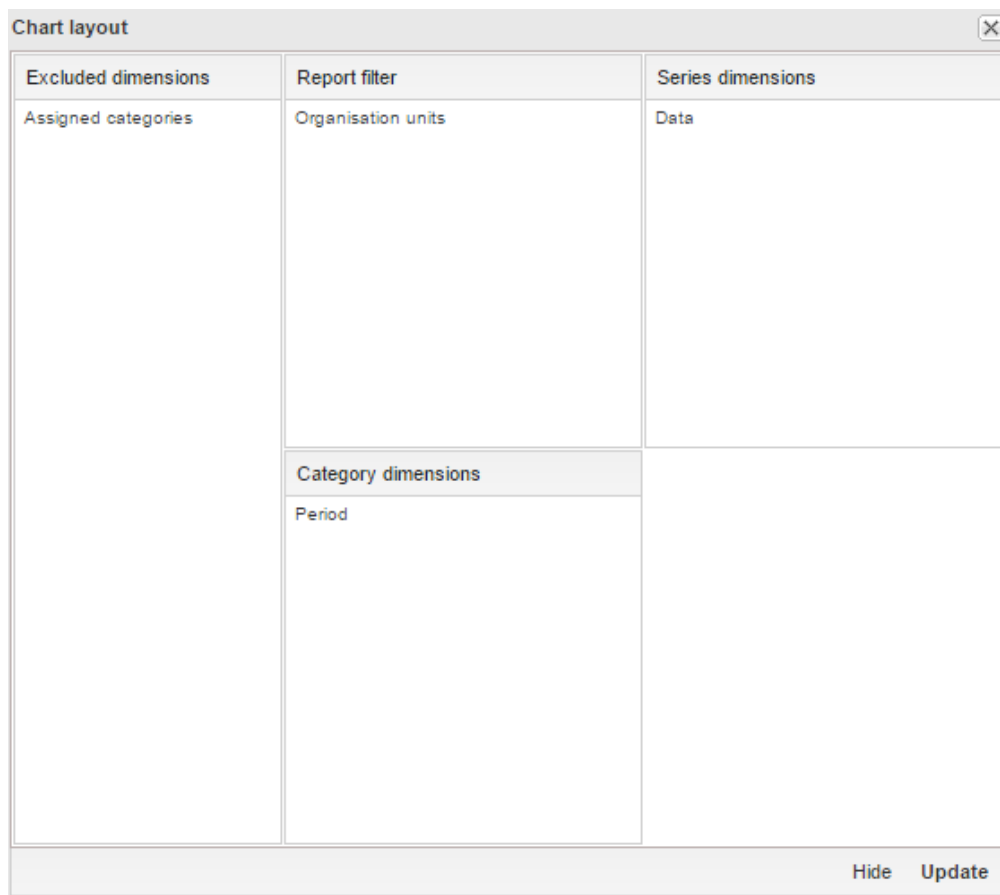 Chart layout
Excluded dimensions
Assigned categories
Report filter
Organisation units
Series dimensions
Data
Category dimensions
Period
Hide
Update